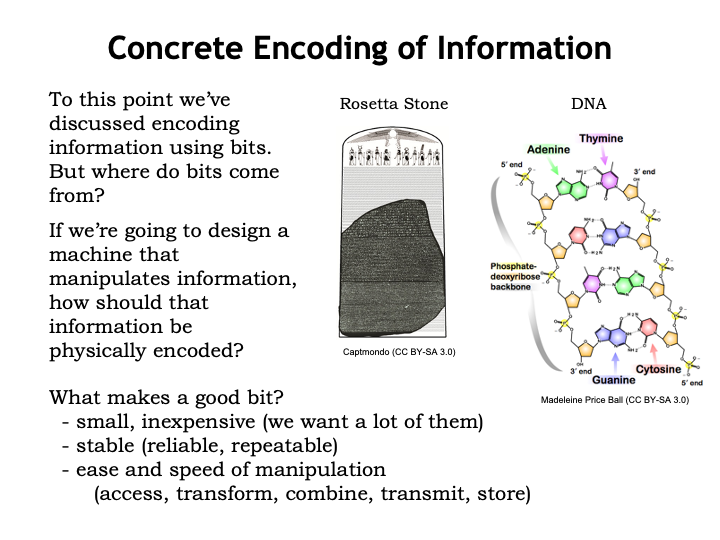 Concrete Encoding of Information
To this point we've
discussed encoding
information using bits.
But where do bits come
from?
If we're going to design a
machine that
manipulates information,
how should that
information be
physically encoded?
What makes a good bit?
- small, inexpensive (we want a lot of them)
- stable (reliable, repeatable)
- ease and speed of manipulation
(access, transform, combine, transmit, store)
Rosetta Stone
Captmondo (CC BY-SA 3.0)
DNA
Thymine
Adenine
5′ end
3′ end
Phosphate-
deoxyribose
backbone
3′ end
Cytosine
Guanine
5′ end
Madeleine Price Ball (CC BY-SA 3.0)